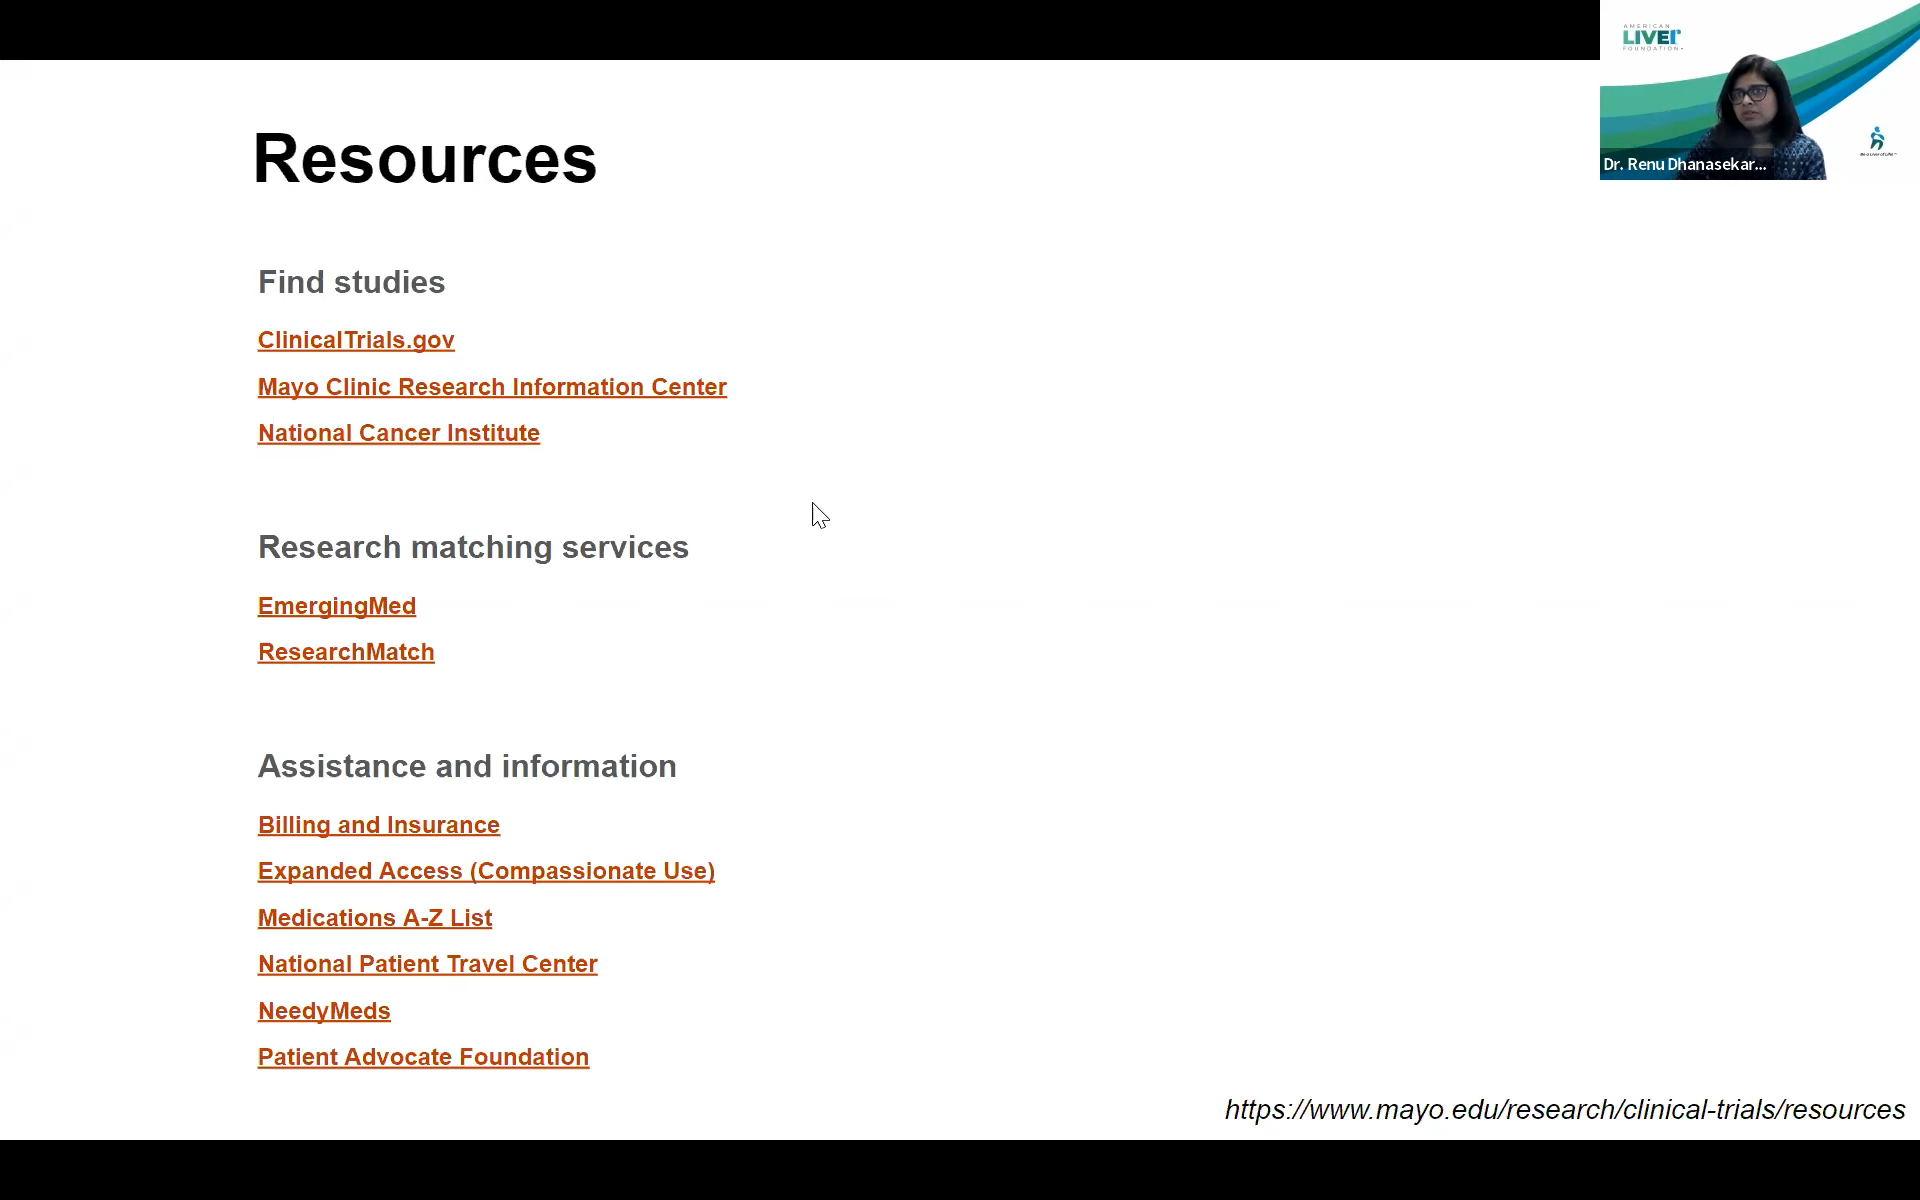 Resources
Find studies
ClinicalTrials.gov
Mayo Clinic Research Information Center
National Cancer Institute
Research matching services
EmergingMed
ResearchMatch
Assistance and information
Billing and Insurance
Expanded Access (Compassionate Use)
Medications A-Z List
National Patient Travel Center
NeedyMeds
Patient Advocate Foundation
https://www.mayo.edu/research/clinical-trials/resources
AMERICAN
LIVER
FOUNDATION
Dr. Renu Dhanasekar...